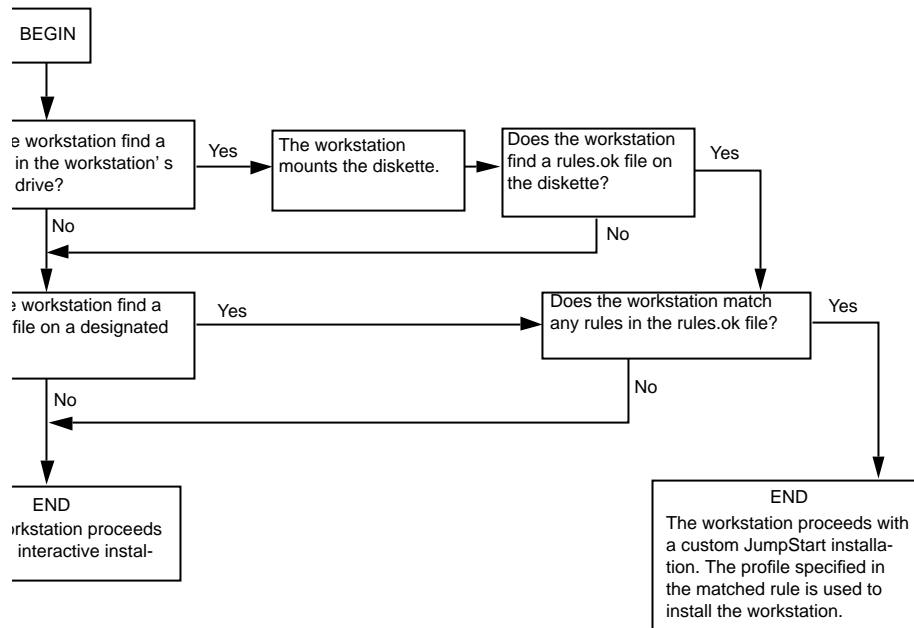 BEGIN
workstation find a
in the workstation' s
drive?
Yes
The workstation
mounts the diskette.
Does the workstation
find a rules.ok file on
the diskette?
Yes
No
No
workstation find a
file on a designated
Yes
Does the workstation match
any rules in the rules.ok file?
Yes
No
No
END
proceeds
interactive instal-
END
The workstation proceeds with
a custom JumpStart installa-
tion. The profile specified in
the matched rule is used to
install the workstation.